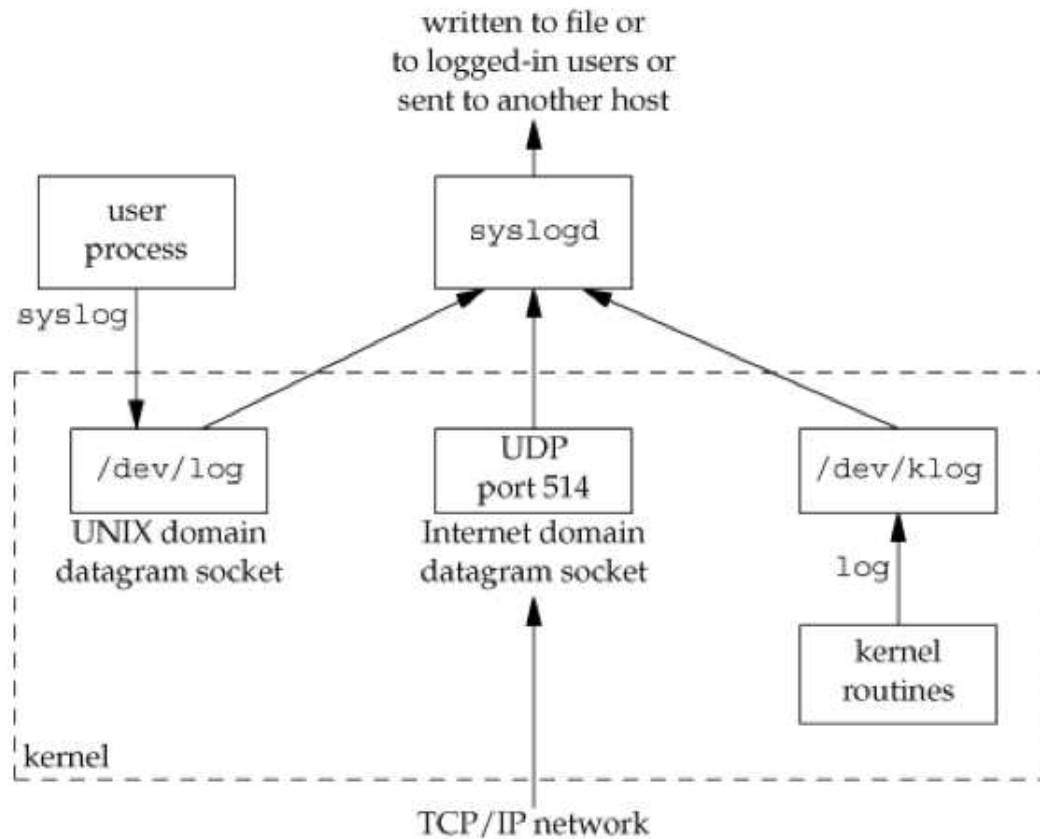 written to file or
to logged-in users or
sent to another host
user
process
syslogd
syslog
/dev/log
UDP
port 514
/dev/klog
UNIX domain
datagram socket
Internet domain
datagram socket
log
kernel
routines
kernel
TCP/IP network